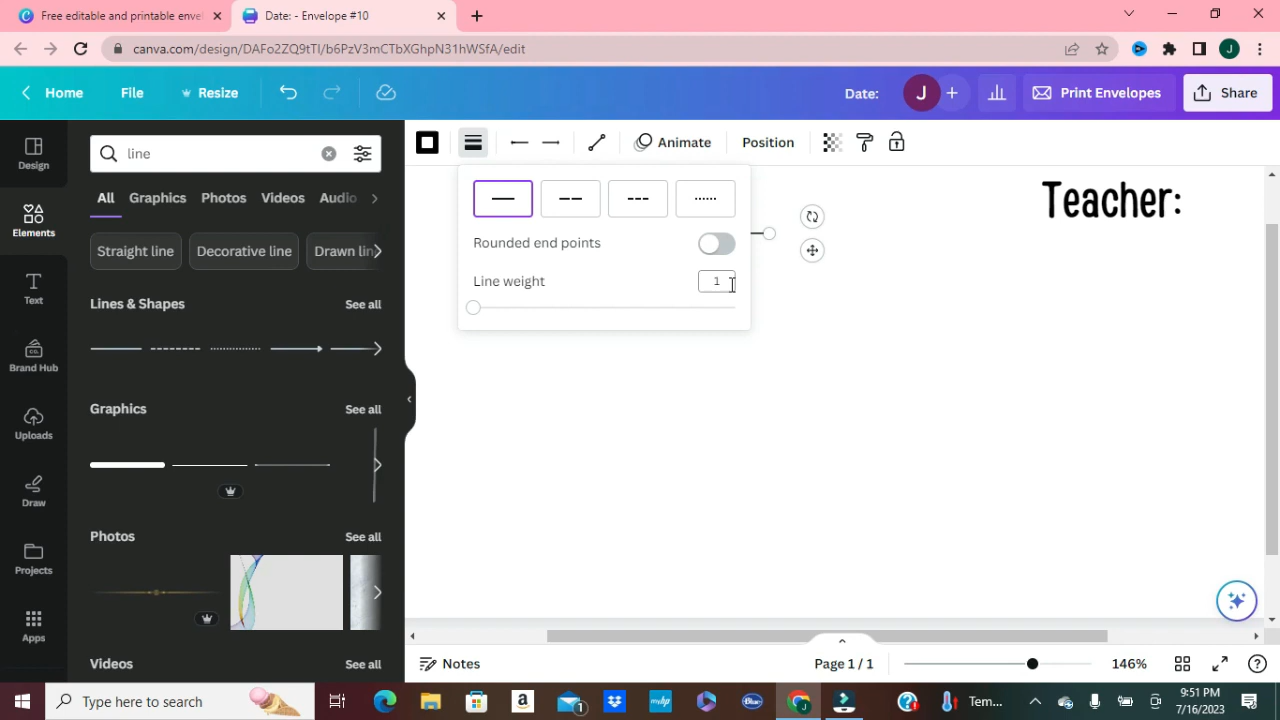 Free editable and printable enve
Date: - Envelope #10
canva.com/design/DAFo2ZQ9tTI/b6PzV3mCTbXGhpN31hWSfA/edit
J
Home
File
Resize
Date:
J
Print Envelopes
Share
Design
Elements
Text
Brand Hub
Uploads
Draw
Projects
Apps
line
All
Graphics
Photos
Videos
Audio
Straight line
Decorative line
Drawn lin
Lines & Shapes
See all
Graphics
See all
Photos
See all
Videos
See all
Animate
Position
Rounded end points
Line weight
1
Teacher:
Notes
Page 1 / 1
146%
Type here to search
a
1
hp
Blue
J
Tem...
9:51 PM
7/16/2023